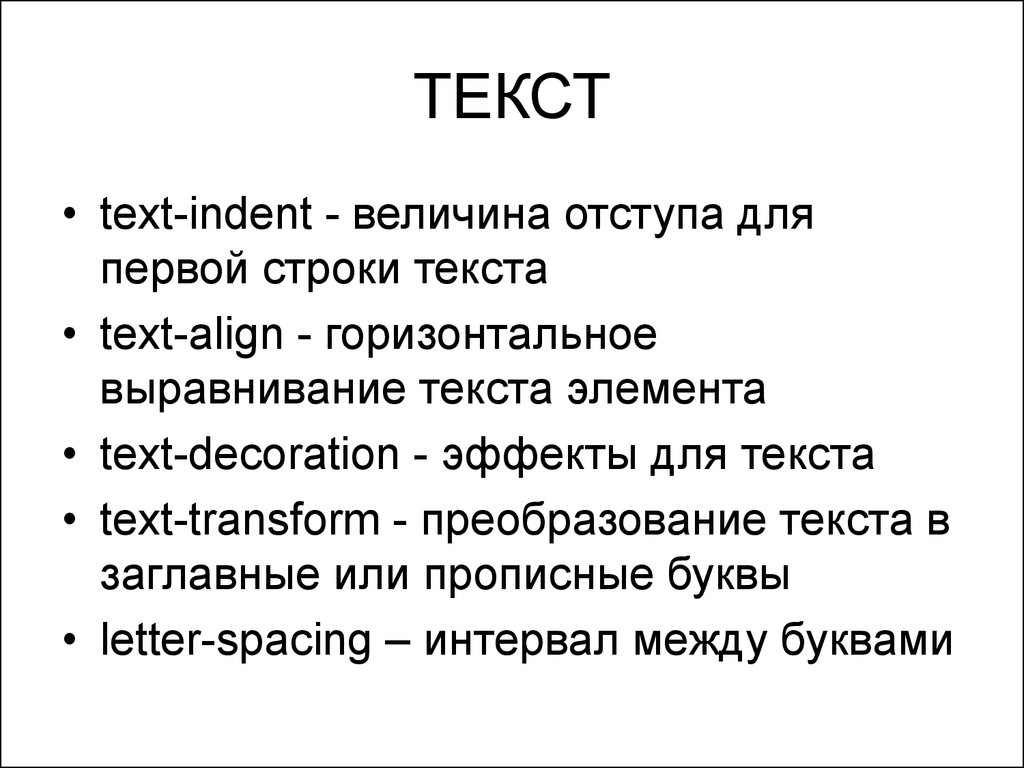 ТЕКСТ
• text-indent - величина отступа для
первой строки текста
• text-align - горизонтальное
выравнивание текста элемента
• text-decoration - эффекты для текста
• text-transform - преобразование текста в
заглавные или прописные буквы
• letter-spacing – интервал между буквами